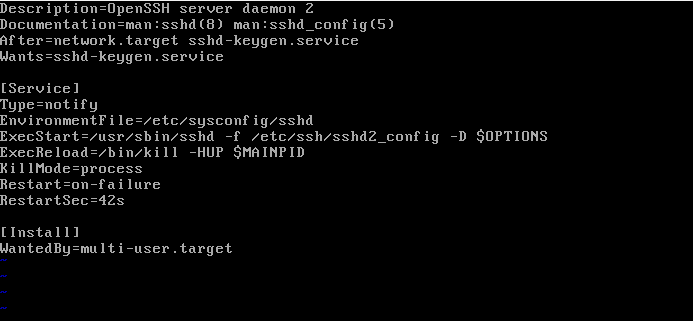 Description=OpenSSH server daemon 2
Documentation=man:sshd(8) man:sshd_config(5)
After=network.target sshd-keygen.service
Wants=sshd-keygen.service

[Service]
Type=notify
EnvironmentFile=/etc/sysconfig/sshd
ExecStart=/usr/sbin/sshd -f /etc/ssh/sshd2_config -D $OPTIONS
ExecReload=/bin/kill -HUP $MAINPID
KillMode=process
Restart=on-failure
RestartSec=42s

[Install]
WantedBy=multi-user.target
~
~
~
~